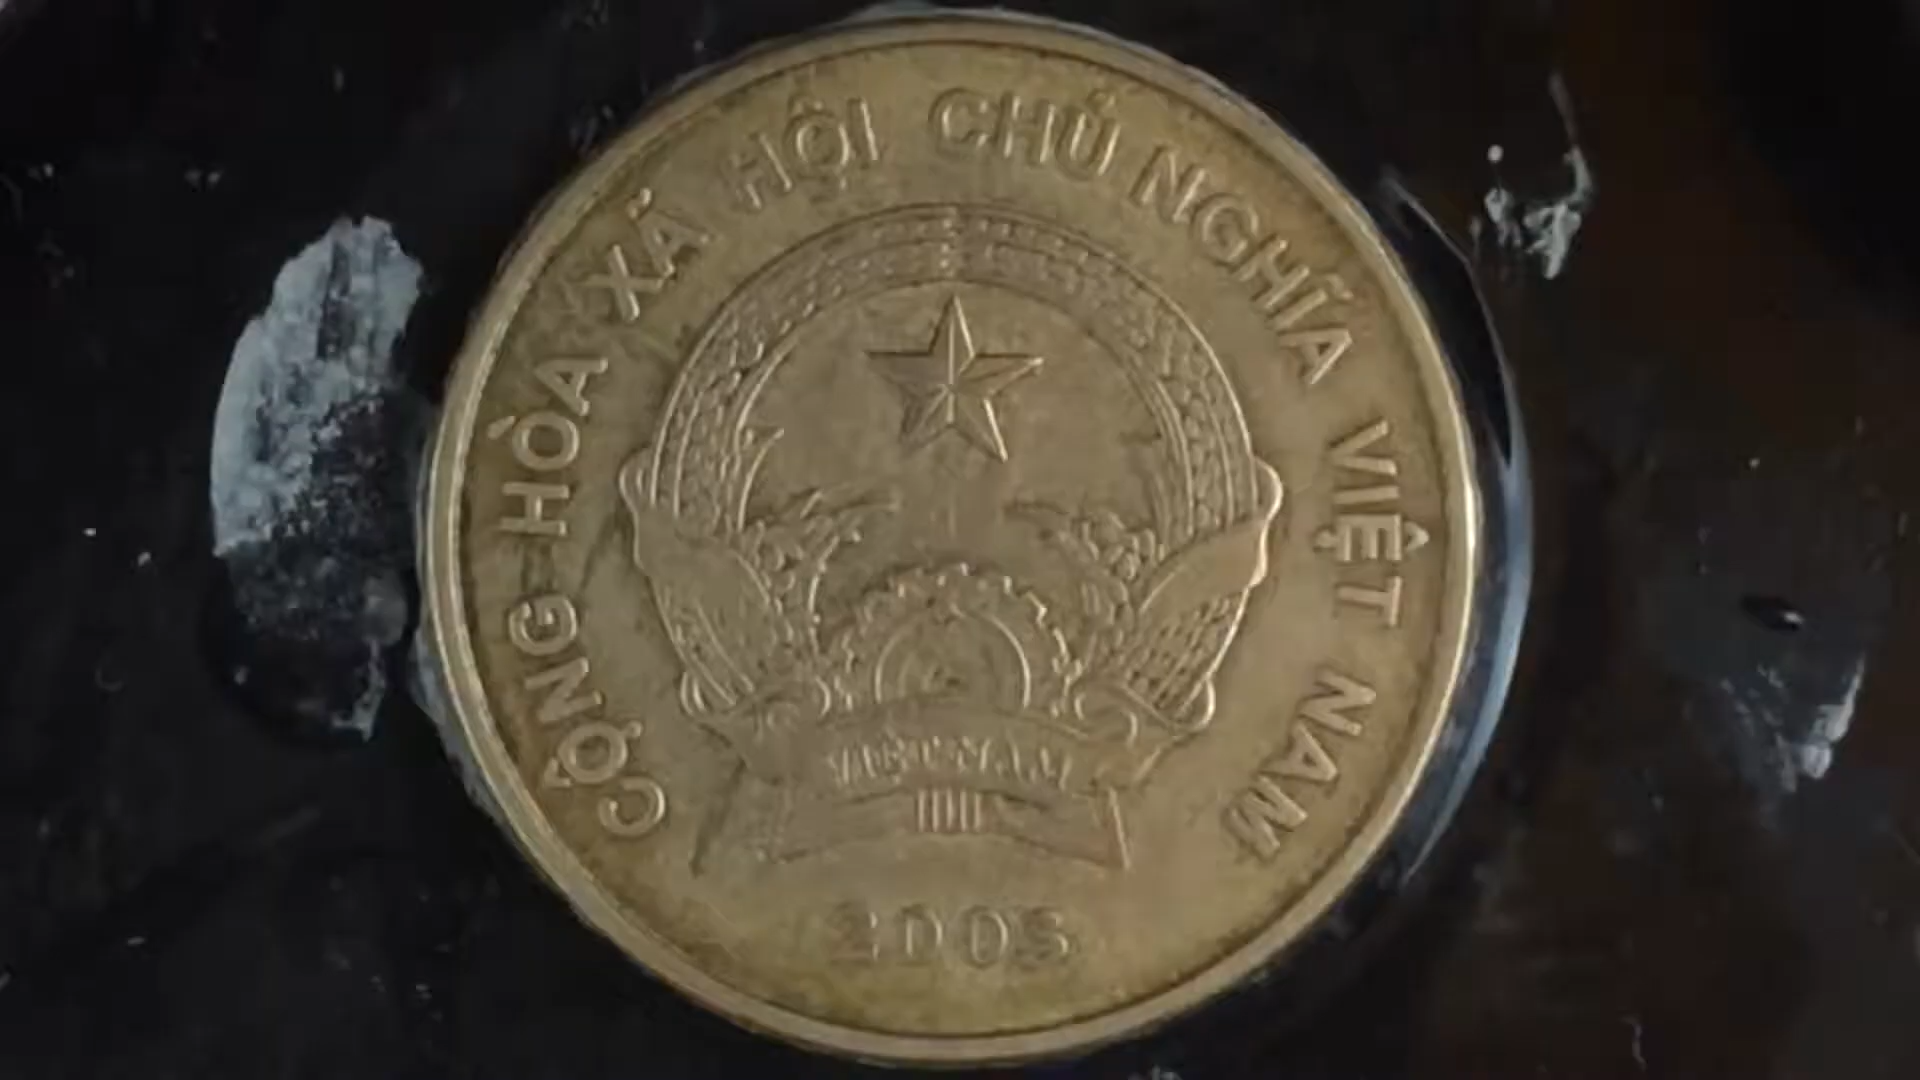 CỘNG HÒA XÃ HỘI CHỦ NGHĨA VIỆT NAM
VIỆT NAM
2003